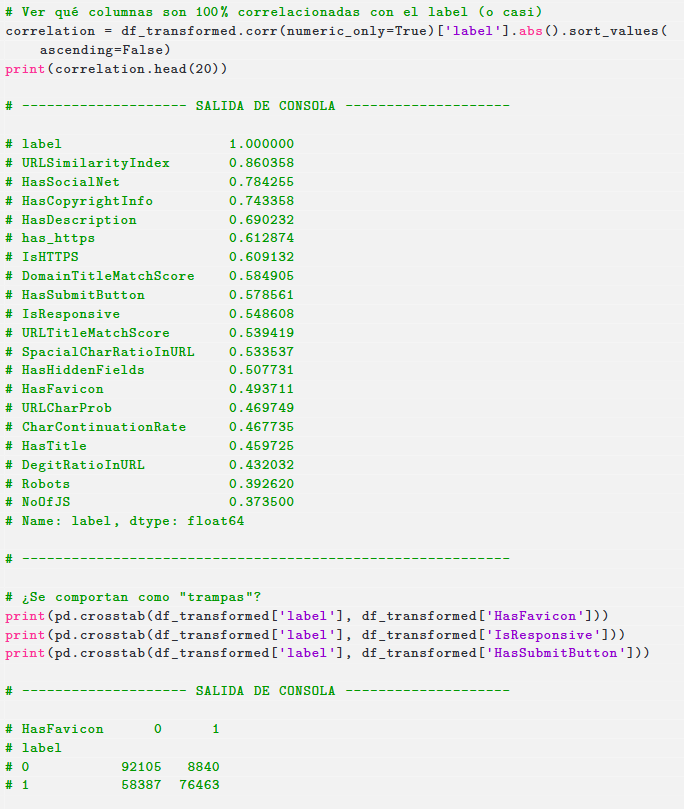 # Ver qué columnas son 100% correlacionadas con el label (o casi)
correlation = df_transformed.corr(numeric_only=True)['label'].abs().sort_values(
    ascending=False)
print(correlation.head(20))
# -------------------- SALIDA DE CONSOLA --------------------
# label                    1.000000
# URLSimilarityIndex       0.860358
# HasSocialNet             0.784255
# HasCopyrightInfo         0.743358
# HasDescription           0.690232
# has_https                0.612874
# IsHTTPS                  0.609132
# DomainTitleMatchScore    0.584905
# HasSubmitButton          0.578561
# IsResponsive             0.548608
# URLTitleMatchScore       0.539419
# SpacialCharRatioInURL    0.533537
# HasHiddenFields          0.507731
# HasFavicon               0.493711
# URLCharProb              0.469749
# CharContinuationRate     0.467735
# HasTitle                 0.459725
# DegitRatioInURL          0.432032
# Robots                   0.392620
# NoOfJS                   0.373500
# Name: label, dtype: float64
# -----------------------------------------------------------
# ¿Se comportan como "trampas"?
print(pd.crosstab(df_transformed['label'], df_transformed['HasFavicon']))
print(pd.crosstab(df_transformed['label'], df_transformed['IsResponsive']))
print(pd.crosstab(df_transformed['label'], df_transformed['HasSubmitButton']))
# -------------------- SALIDA DE CONSOLA --------------------
# HasFavicon      0      1
# label
# 0           92105   8840
# 1           58387  76463